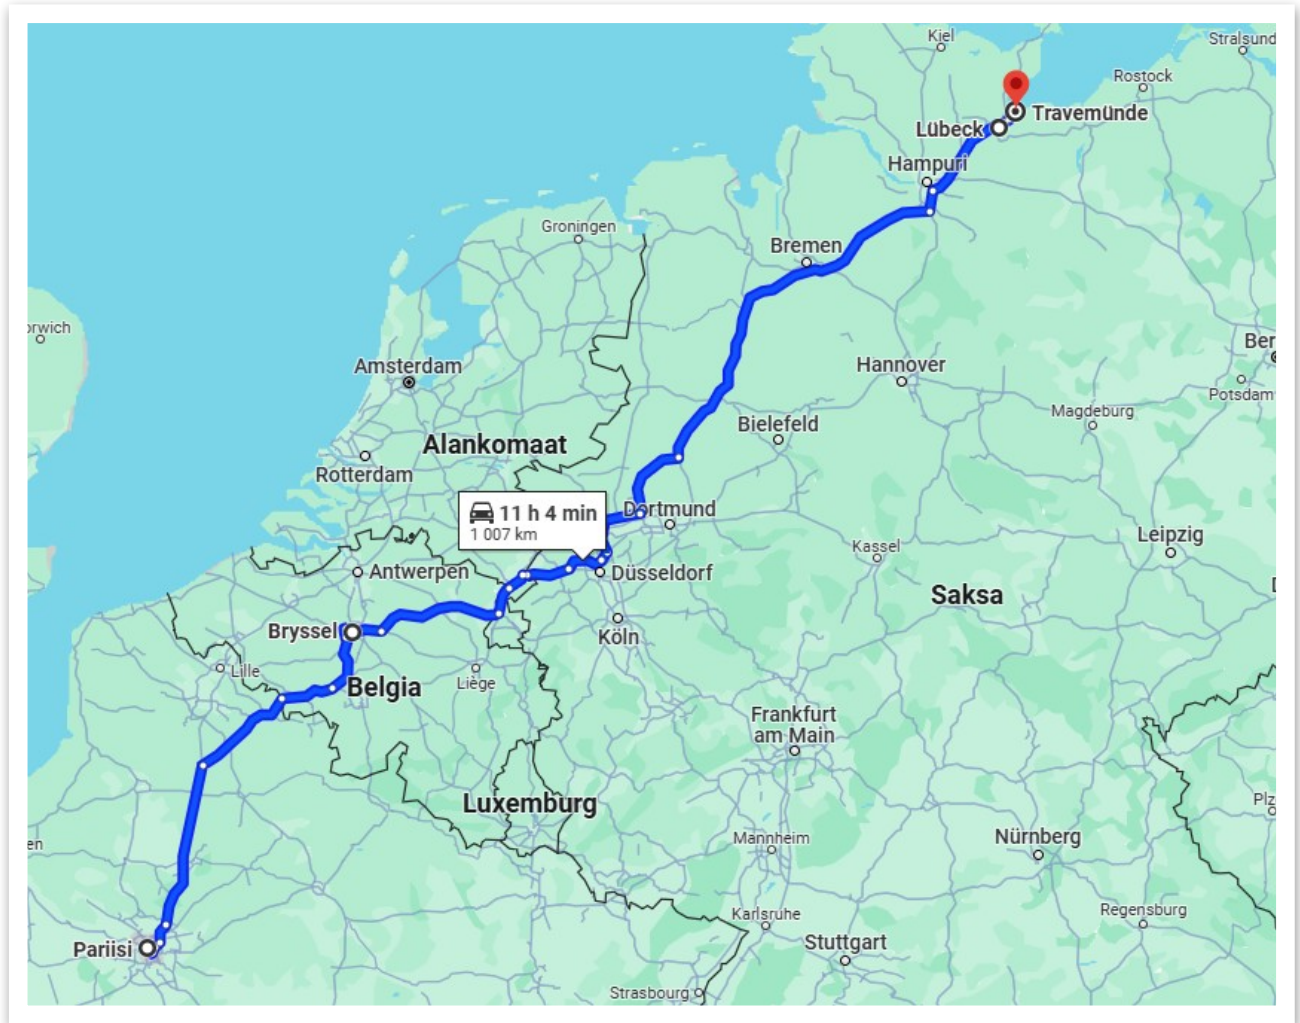 Kiel
Stralsund
Rostock
Travemünde
Lübeck
Hampuri
Groningen
Bremen
orwich
Amsterdam
Hannover
Ber
Potsdam
Magdeburg
Bielefeld
Alankomaat
Rotterdam
11 h 4 min
1 007 km
Dortmund
Leipzig
Kassel
Antwerpen
Düsseldorf
Saksa
Bryssel
Köln
Lille
Liège
Belgia
Frankfurt
am Main
Luxemburg
Plz
en
Mannheim
Nürnberg
Karlsruhe
Regensburg
Pariisi
Stuttgart
Strasbourg